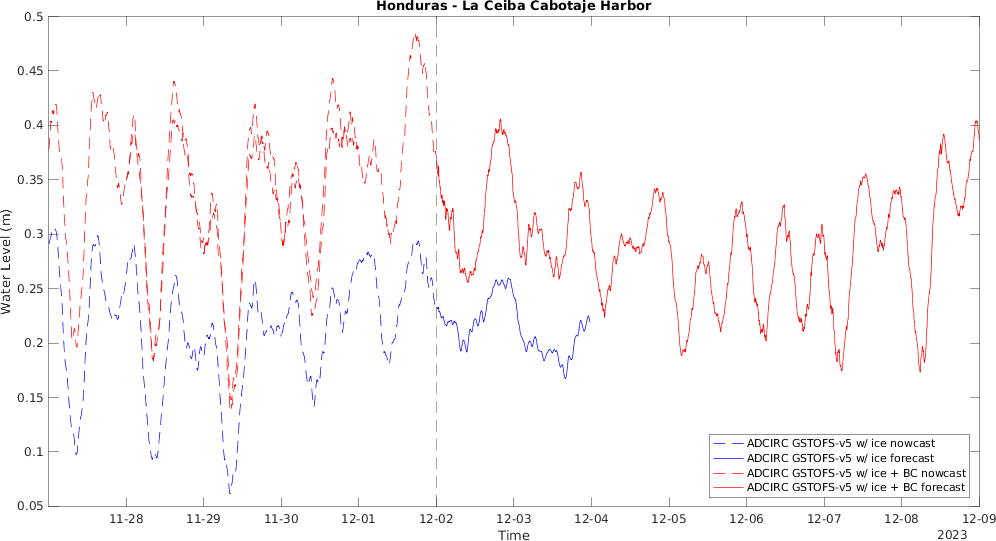 Honduras - La Ceiba Cabotaje Harbor
Water Level (m)
0.5
0.45
0.4
0.35
0.3
0.25
0.2
0.15
0.1
0.05
ADCIRC GSTOFS-v5 w/ ice nowcast
ADCIRC GSTOFS-v5 w/ ice forecast
ADCIRC GSTOFS-v5 w/ ice + BC nowcast
ADCIRC GSTOFS-v5 w/ ice + BC forecast
11-28 11-29 11-30 12-01 12-02 12-03 12-04 12-05 12-06 12-07 12-08 12-09
Time
2023